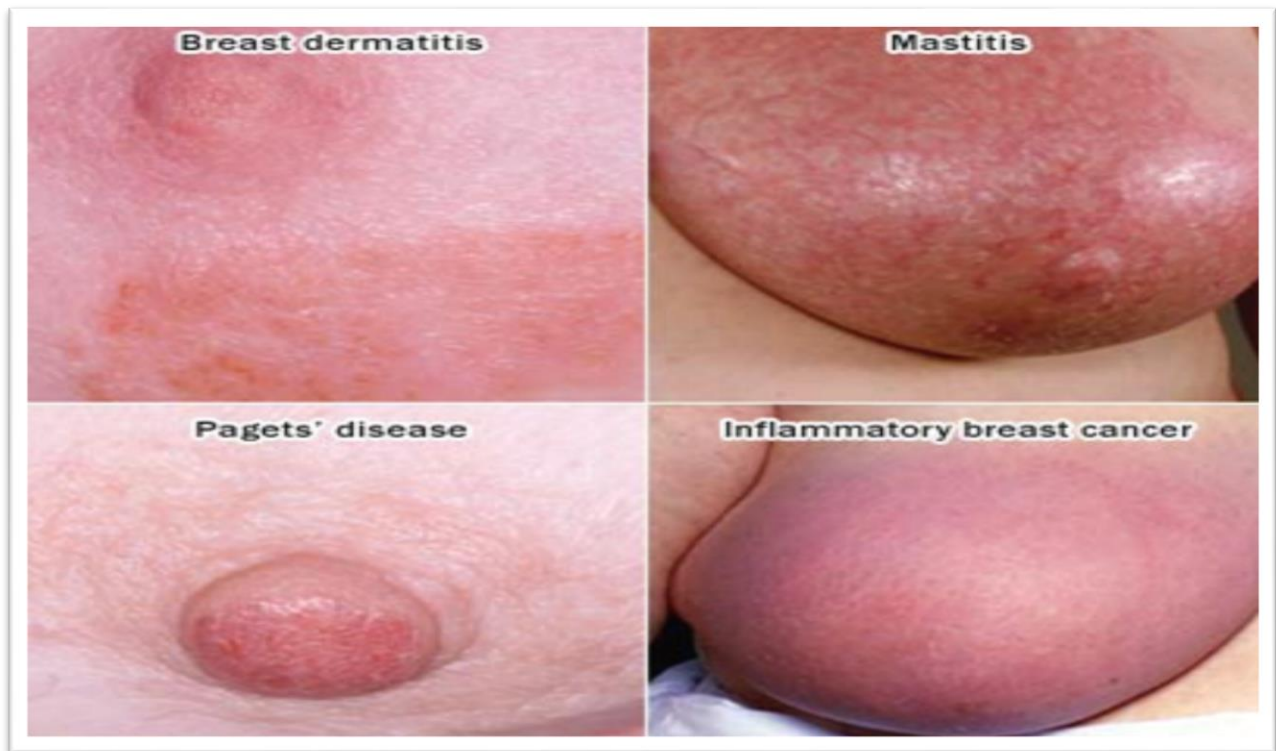 Breast dermatitis
Mastitis
Pagets' disease
Inflammatory breast cancer